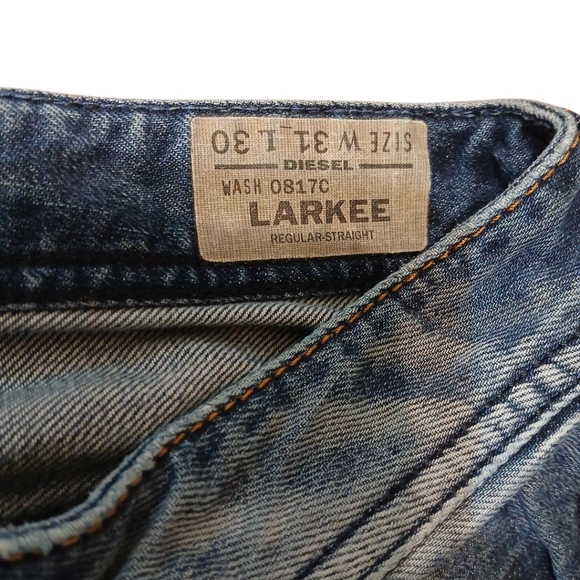 SIZE W 31 L 30
DIESEL
WASH 0817C
LARKEE
REGULAR-STRAIGHT